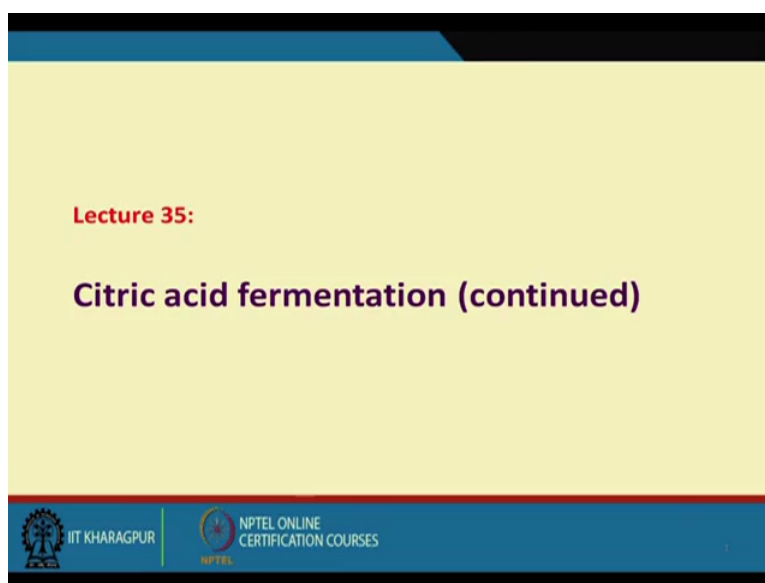 Lecture 35:
Citric acid fermentation (continued)
IIT KHARAGPUR
NPTEL
NPTEL ONLINE
CERTIFICATION COURSES
1